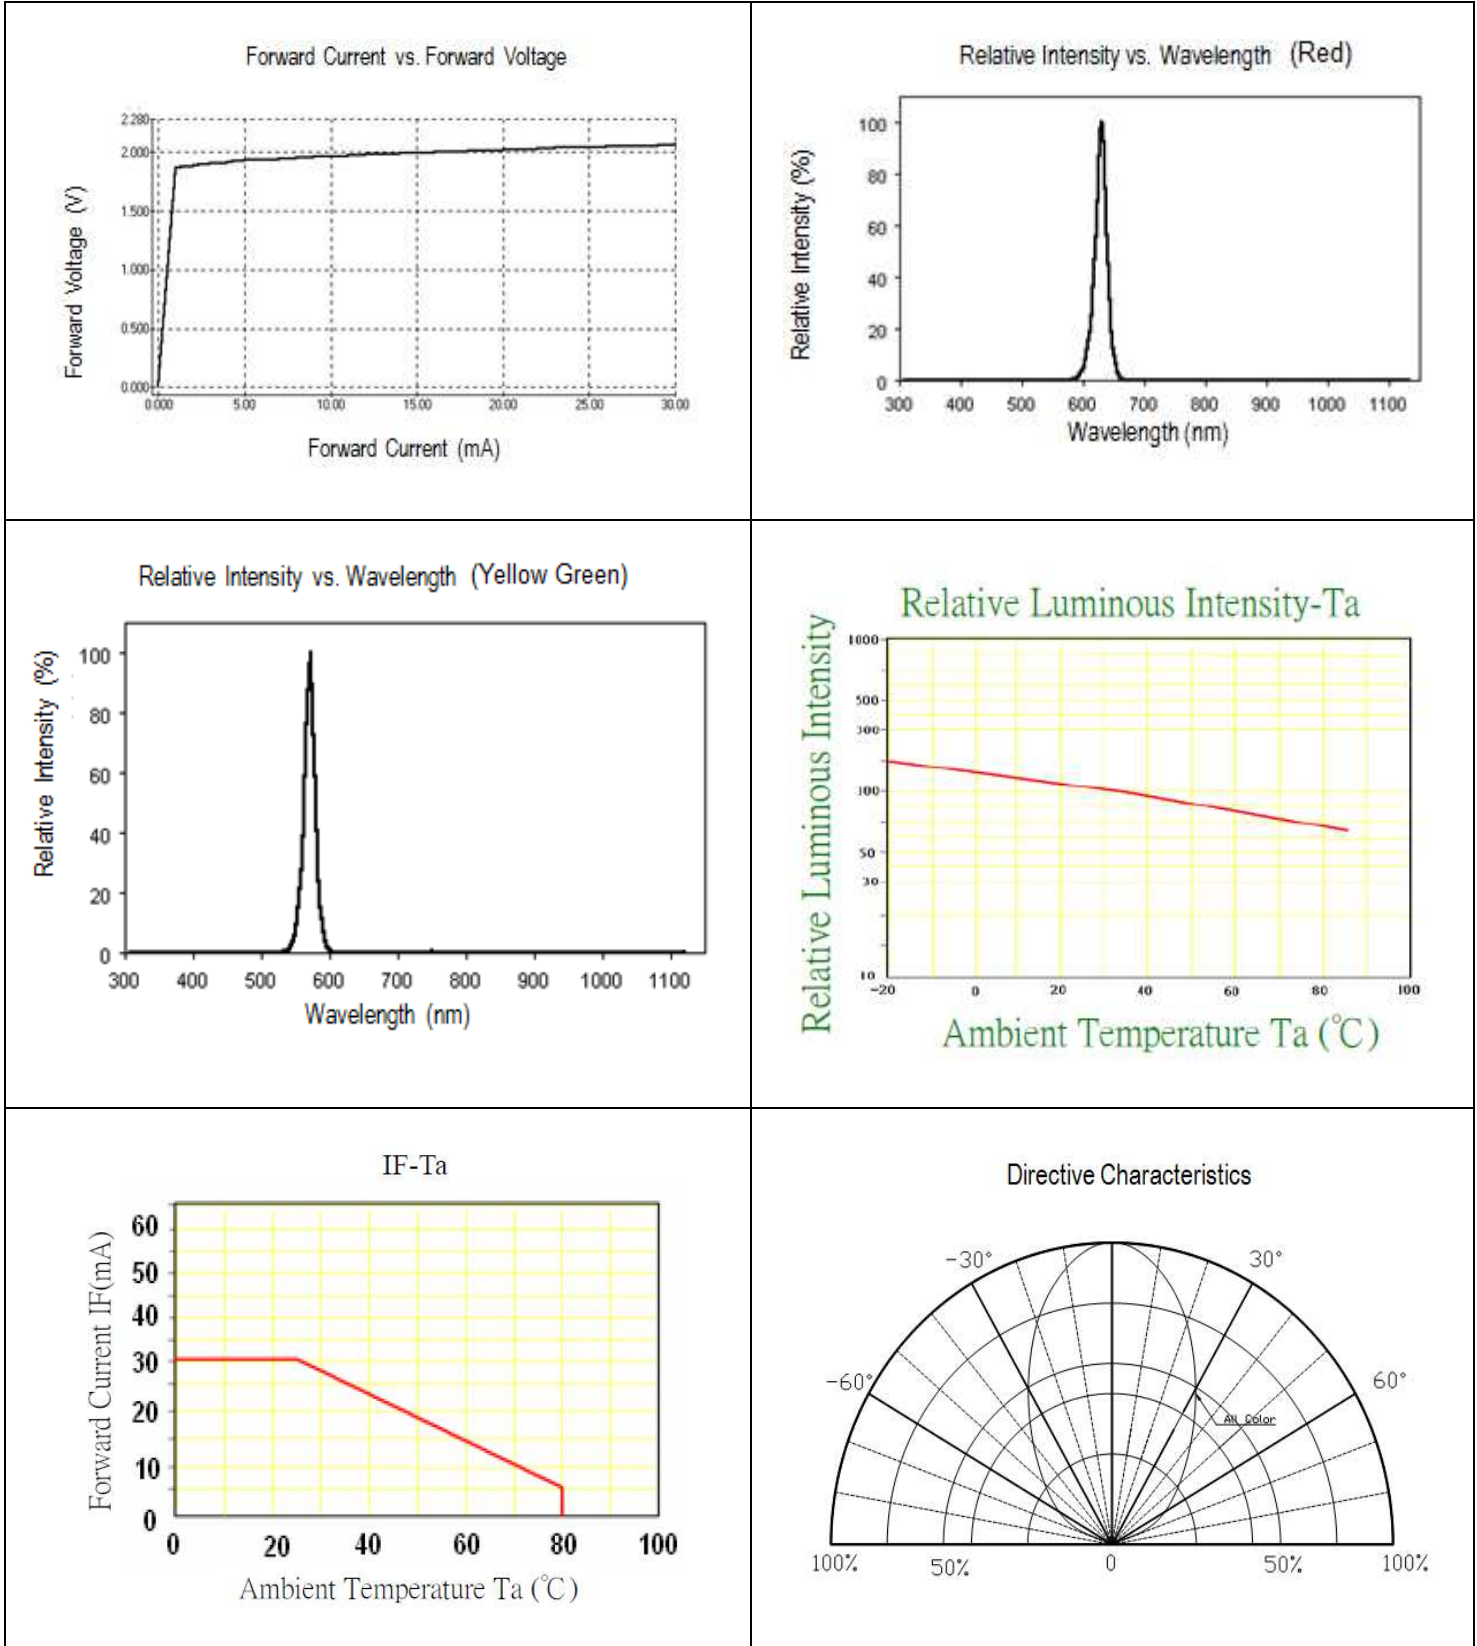 Forward Current vs. Forward Voltage
2.280
2.000
1.500
1.000
0.500
0.000
0.000 5.00 10.00 15.00 20.00 25.00 30.00
Forward Voltage (V)
Forward Current (mA)
Relative Intensity vs. Wavelength (Red)
100
80
60
40
20
0
300 400 500 600 700 800 900 1000 1100
Relative Intensity (%)
Wavelength (nm)
Relative Intensity vs. Wavelength (Yellow Green)
100
80
60
40
20
0
300 400 500 600 700 800 900 1000 1100
Relative Intensity (%)
Wavelength (nm)
Relative Luminous Intensity-Ta
1000
500
300
100
50
30
10
-20 0 20 40 60 80 100
Relative Luminous Intensity
Ambient Temperature Ta (℃)
IF-Ta
60
50
40
30
20
10
0
0 20 40 60 80 100
Forward Current IF(mA)
Ambient Temperature Ta (℃)
Directive Characteristics
-30° 30°
-60° 60°
All Color
100% 50% 0 50% 100%